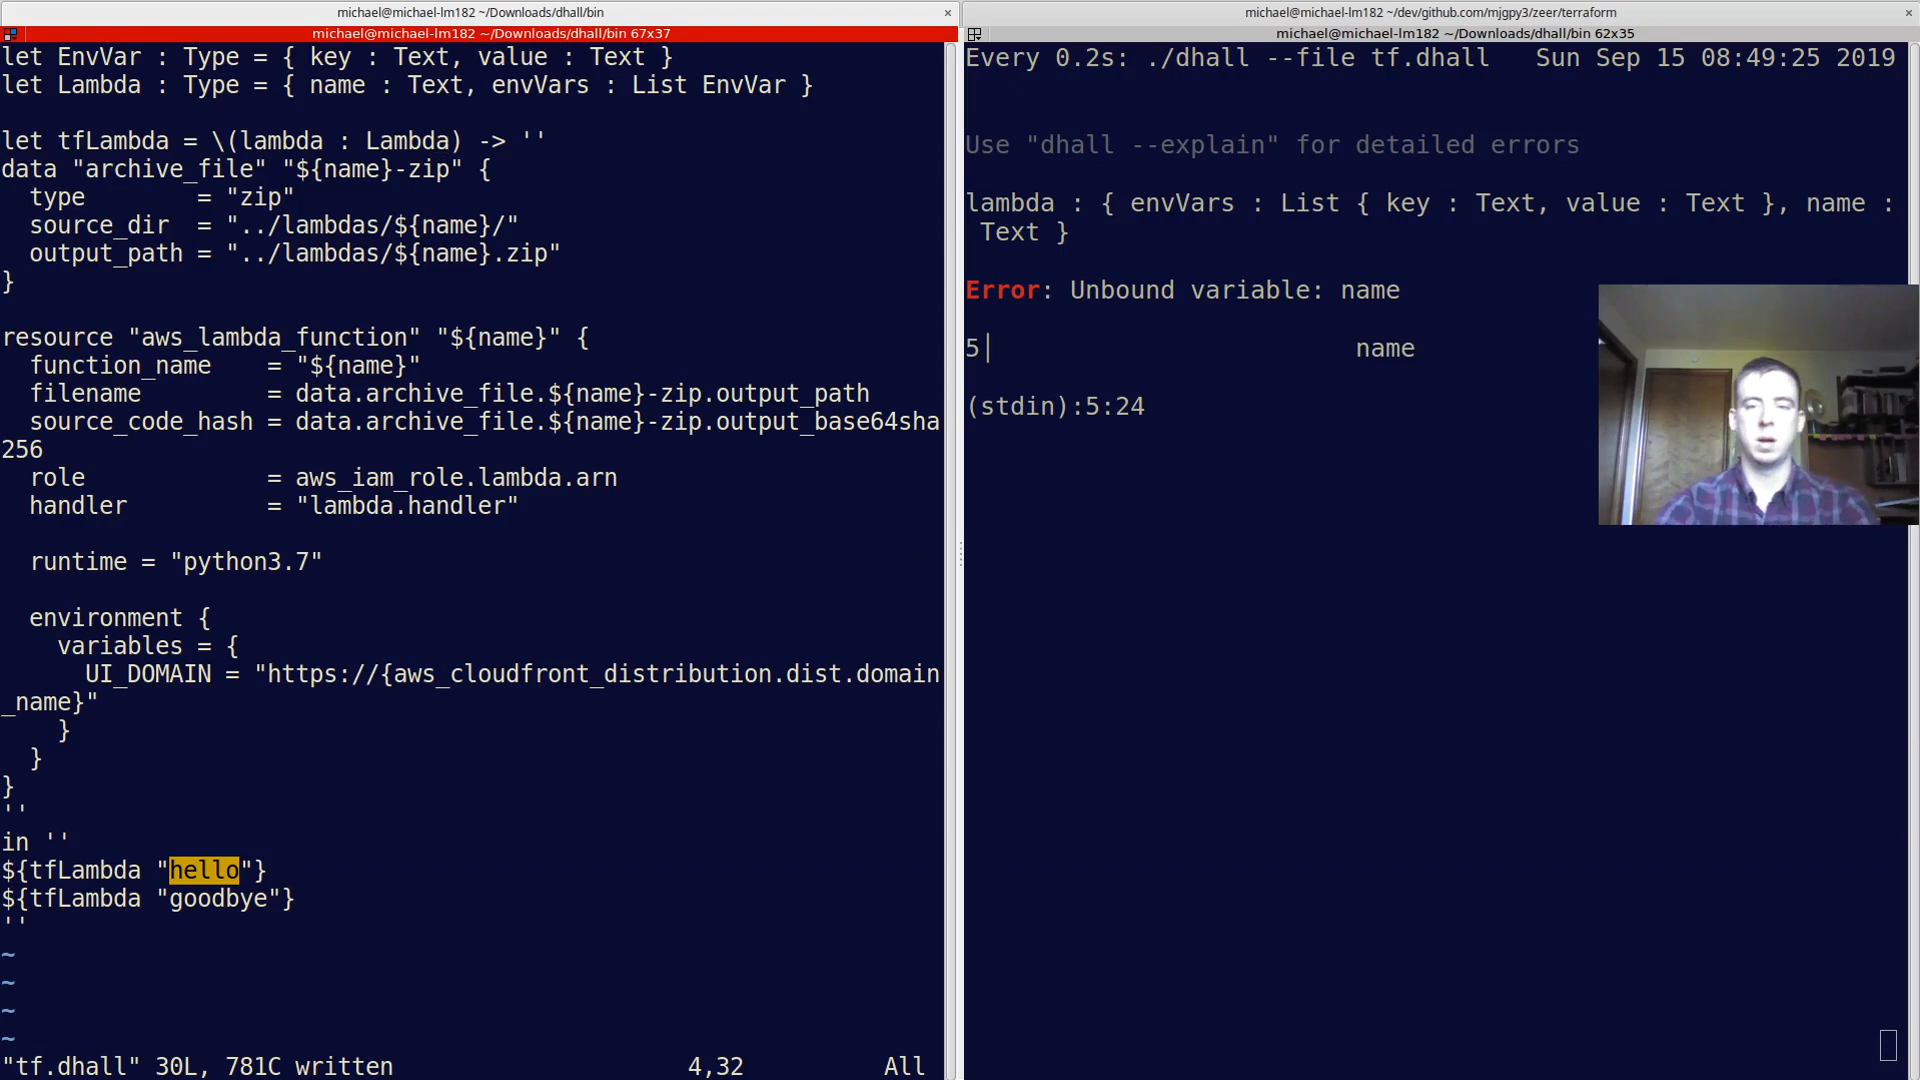 michael@michael-lm182 ~/Downloads/dhall/bin
michael@michael-lm182 ~/Downloads/dhall/bin 67x37
let EnvVar : Type = { key : Text, value : Text }
let Lambda : Type = { name : Text, envVars : List EnvVar }
let tfLambda = \(lambda : Lambda) -> ''
data "archive_file" "${name}-zip" {
  type        = "zip"
  source_dir  = "../lambdas/${name}/"
  output_path = "../lambdas/${name}.zip"
}
resource "aws_lambda_function" "${name}" {
  function_name    = "${name}"
  filename         = data.archive_file.${name}-zip.output_path
  source_code_hash = data.archive_file.${name}-zip.output_base64sha
256
  role             = aws_iam_role.lambda.arn
  handler          = "lambda.handler"
  runtime = "python3.7"
  environment {
    variables = {
      UI_DOMAIN = "https://{aws_cloudfront_distribution.dist.domain
_name}"
    }
  }
}
''
in ''
${tfLambda "hello"}
${tfLambda "goodbye"}
''
~
~
~
~
"tf.dhall" 30L, 781C written 4,32 All
michael@michael-lm182 ~/dev/github.com/mjgpy3/zeer/terraform
michael@michael-lm182 ~/Downloads/dhall/bin 62x35
Every 0.2s: ./dhall --file tf.dhall   Sun Sep 15 08:49:25 2019
Use "dhall --explain" for detailed errors
lambda : { envVars : List { key : Text, value : Text }, name :
 Text }
Error: Unbound variable: name
5│                        name
(stdin):5:24